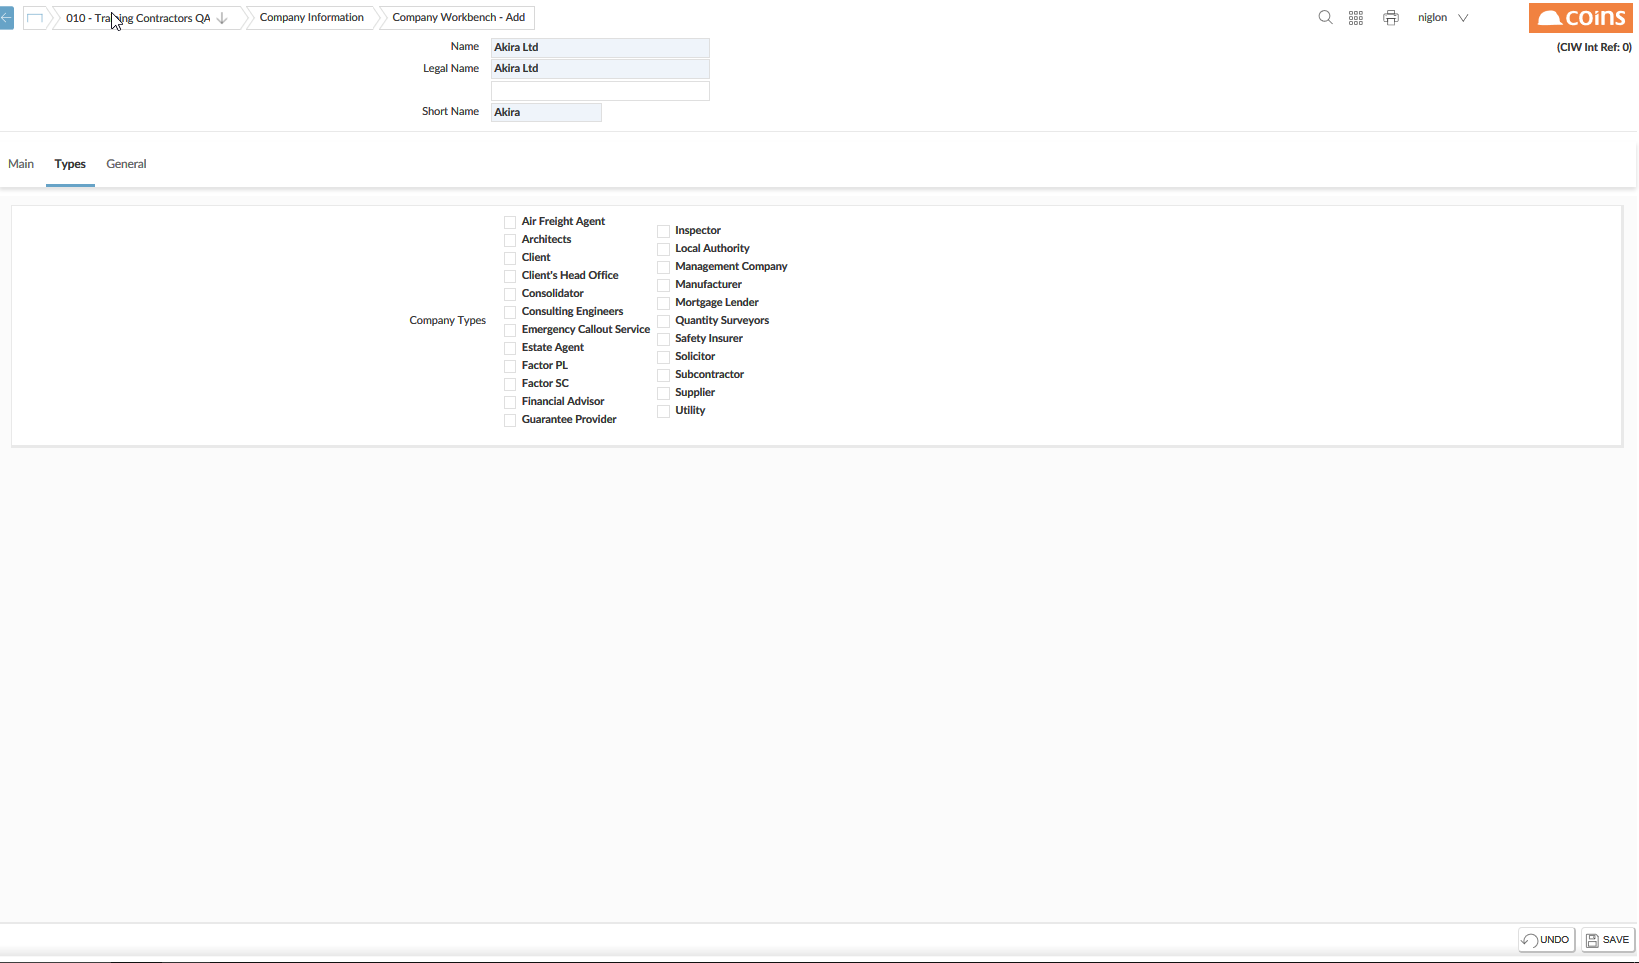 010 - Training Contractors QA
Company Information
Company Workbench - Add
niglon
coins
(CIW Int Ref: 0)
Name
Akira Ltd
Legal Name
Akira Ltd
Short Name
Akira
Main
Types
General
Company Types
Air Freight Agent
Architects
Client
Client's Head Office
Consolidator
Consulting Engineers
Emergency Callout Service
Estate Agent
Factor PL
Factor SC
Financial Advisor
Guarantee Provider
Inspector
Local Authority
Management Company
Manufacturer
Mortgage Lender
Quantity Surveyors
Safety Insurer
Solicitor
Subcontractor
Supplier
Utility
UNDO
SAVE